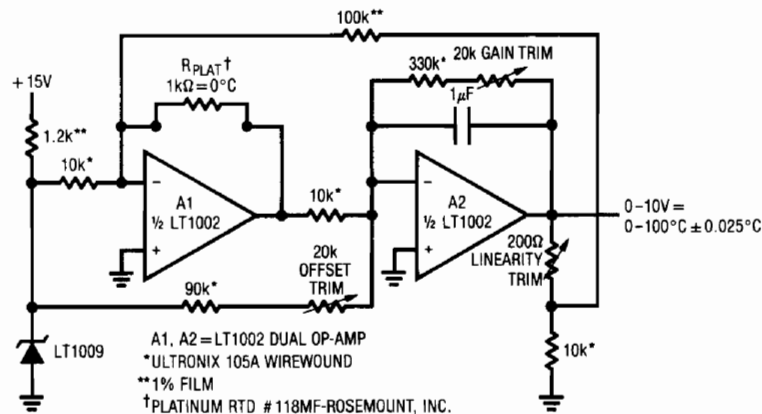 100k**
R_PLAT†
1kΩ=0°C
20k GAIN TRIM
330k*
1µF
+15V
1.2k**
10k*
−
A1
½ LT1002
+
10k*
−
A2
½ LT1002
+
0–10V=
0–100°C ± 0.025°C
200Ω
LINEARITY
TRIM
20k
OFFSET
TRIM
90k*
10k*
LT1009
A1, A2=LT1002 DUAL OP-AMP
*ULTRONIX 105A WIREWOUND
**1% FILM
†PLATINUM RTD #118MF-ROSEMOUNT, INC.